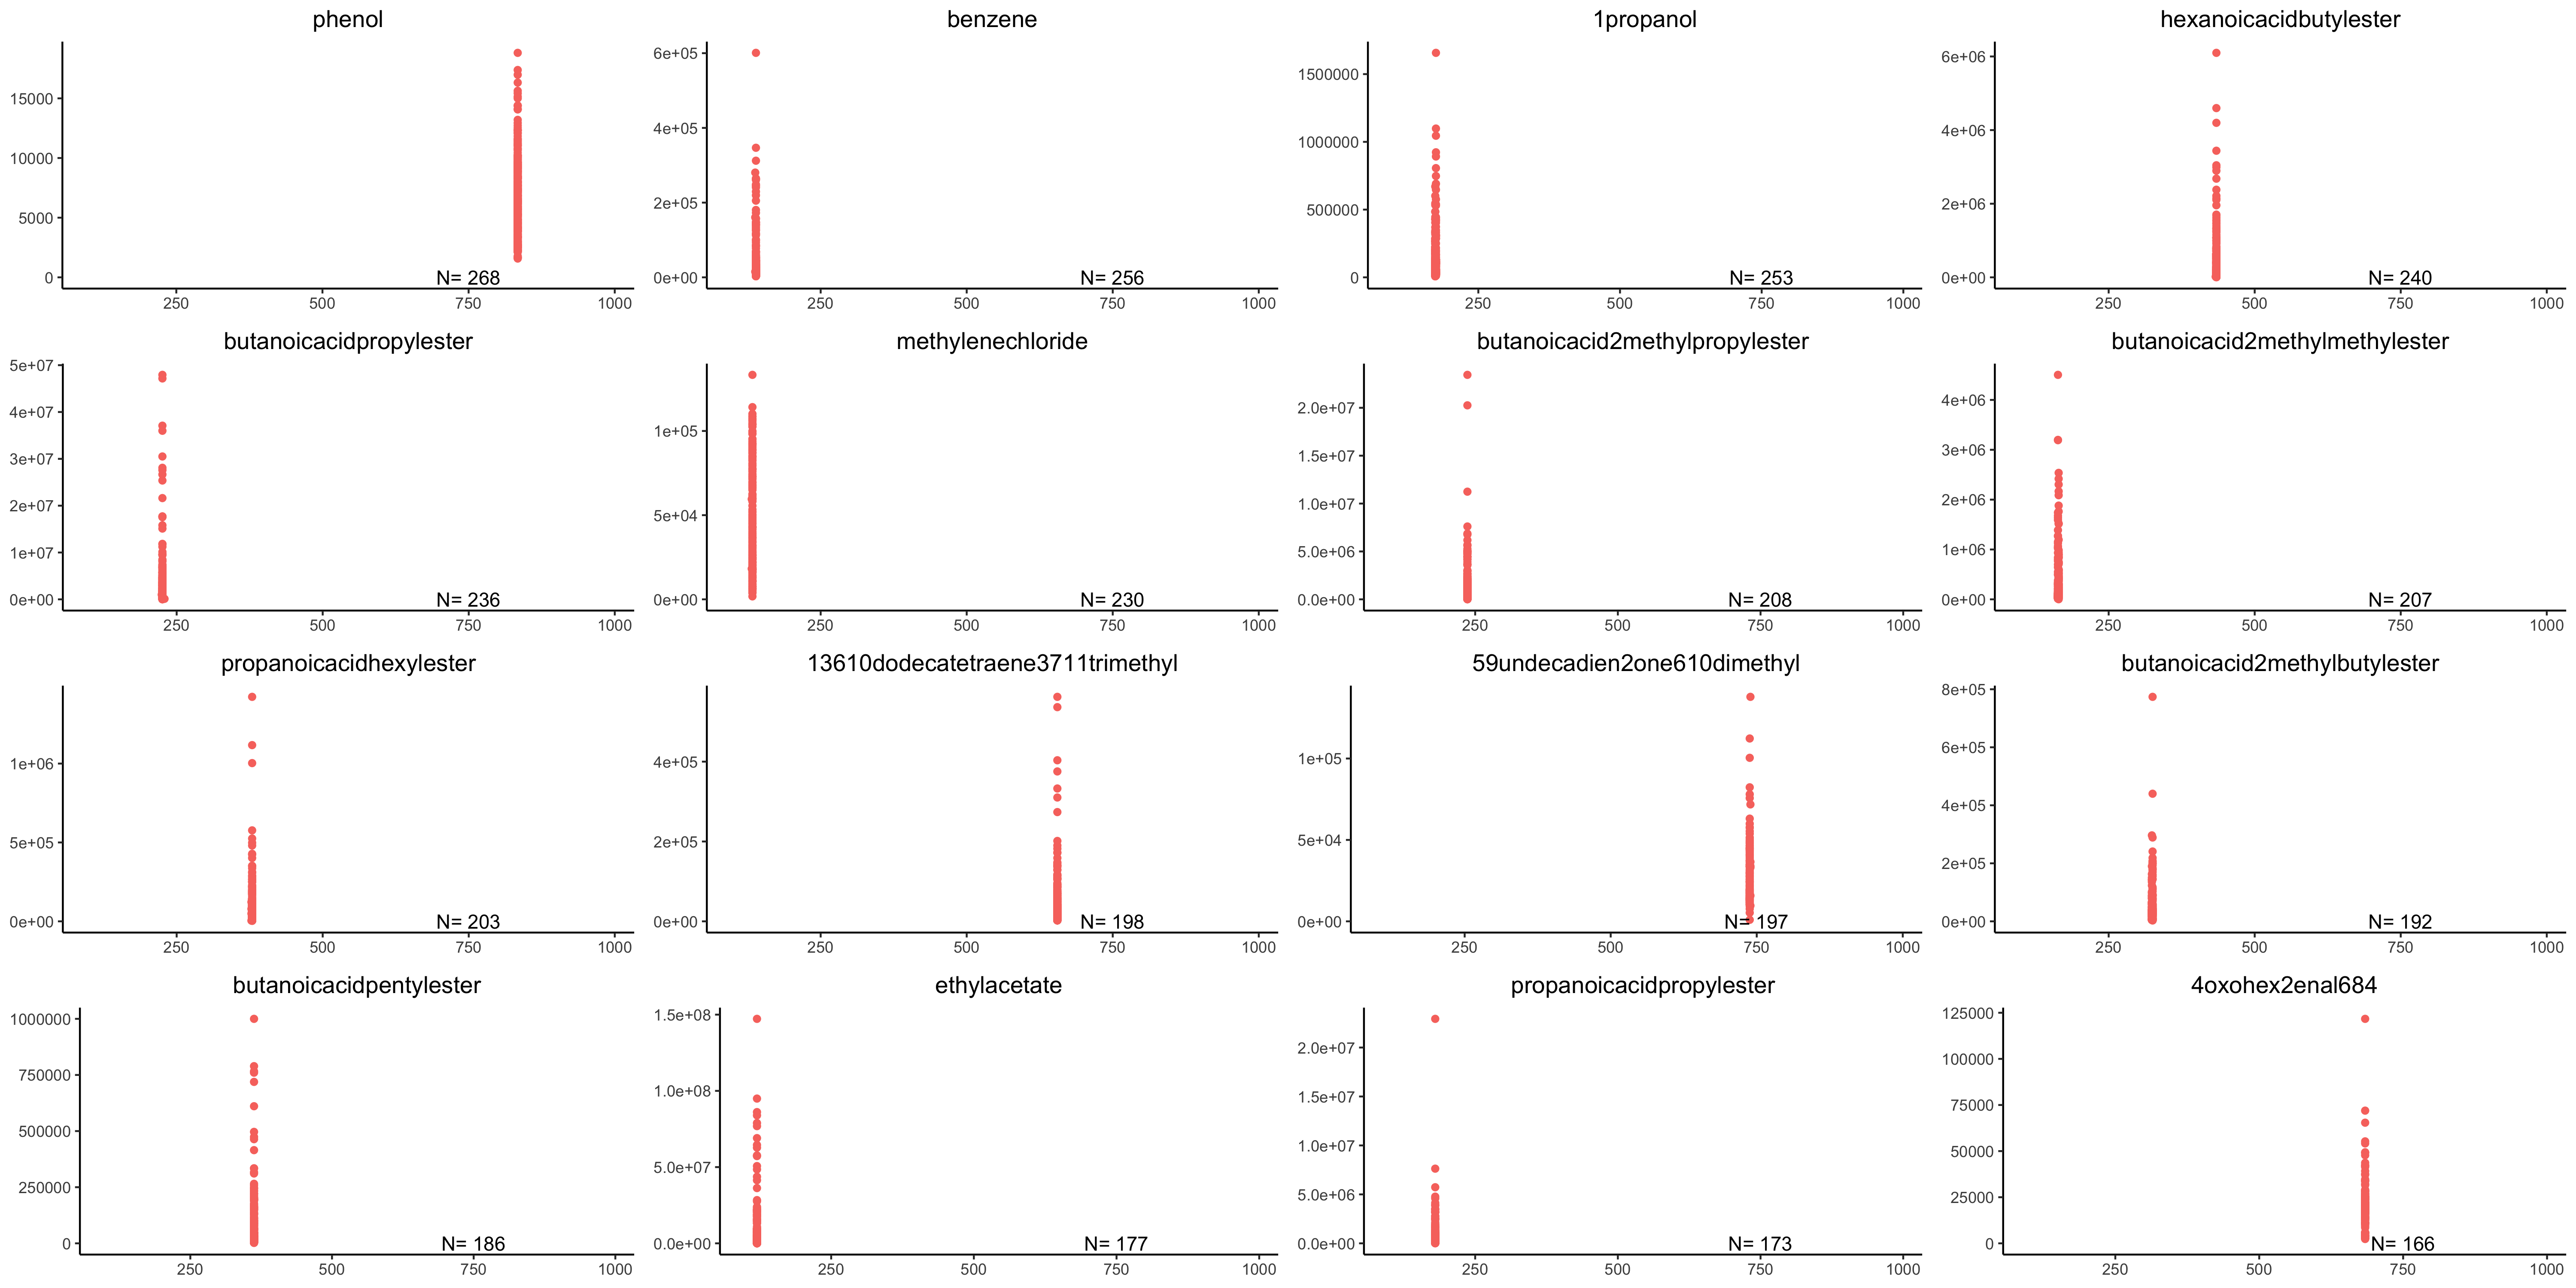 phenol
15000
10000
5000
0
N= 268
250 500 750 1000
benzene
6e+05
4e+05
2e+05
0e+00
N= 256
250 500 750 1000
1propanol
1500000
1000000
500000
0
N= 253
250 500 750 1000
hexanoicacidbutylester
6e+06
4e+06
2e+06
0e+00
N= 240
250 500 750 1000
butanoicacidpropylester
5e+07
4e+07
3e+07
2e+07
1e+07
0e+00
N= 236
250 500 750 1000
methylenechloride
1e+05
5e+04
0e+00
N= 230
250 500 750 1000
butanoicacid2methylpropylester
2.0e+07
1.5e+07
1.0e+07
5.0e+06
0.0e+00
N= 208
250 500 750 1000
butanoicacid2methylmethylester
4e+06
3e+06
2e+06
1e+06
0e+00
N= 207
250 500 750 1000
propanoicacidhexylester
1e+06
5e+05
0e+00
N= 203
250 500 750 1000
13610dodecatetraene3711trimethyl
4e+05
2e+05
0e+00
N= 198
250 500 750 1000
59undecadien2one610dimethyl
1e+05
5e+04
0e+00
N= 197
250 500 750 1000
butanoicacid2methylbutylester
8e+05
6e+05
4e+05
2e+05
0e+00
N= 192
250 500 750 1000
butanoicacidpentylester
1000000
750000
500000
250000
0
N= 186
250 500 750 1000
ethylacetate
1.5e+08
1.0e+08
5.0e+07
0.0e+00
N= 177
250 500 750 1000
propanoicacidpropylester
2.0e+07
1.5e+07
1.0e+07
5.0e+06
0.0e+00
N= 173
250 500 750 1000
4oxohex2enal684
125000
100000
75000
50000
25000
0
N= 166
250 500 750 1000